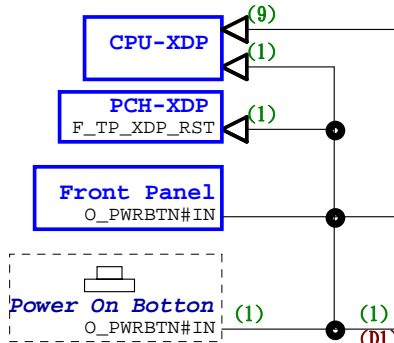 (9)
CPU-XDP
(1)
PCH-XDP
(1)
F_TP_XDP_RST
Front Panel
O_PWRBTN#IN
Power On Botton
(1)
(1)
O_PWRBTN#IN
(D1